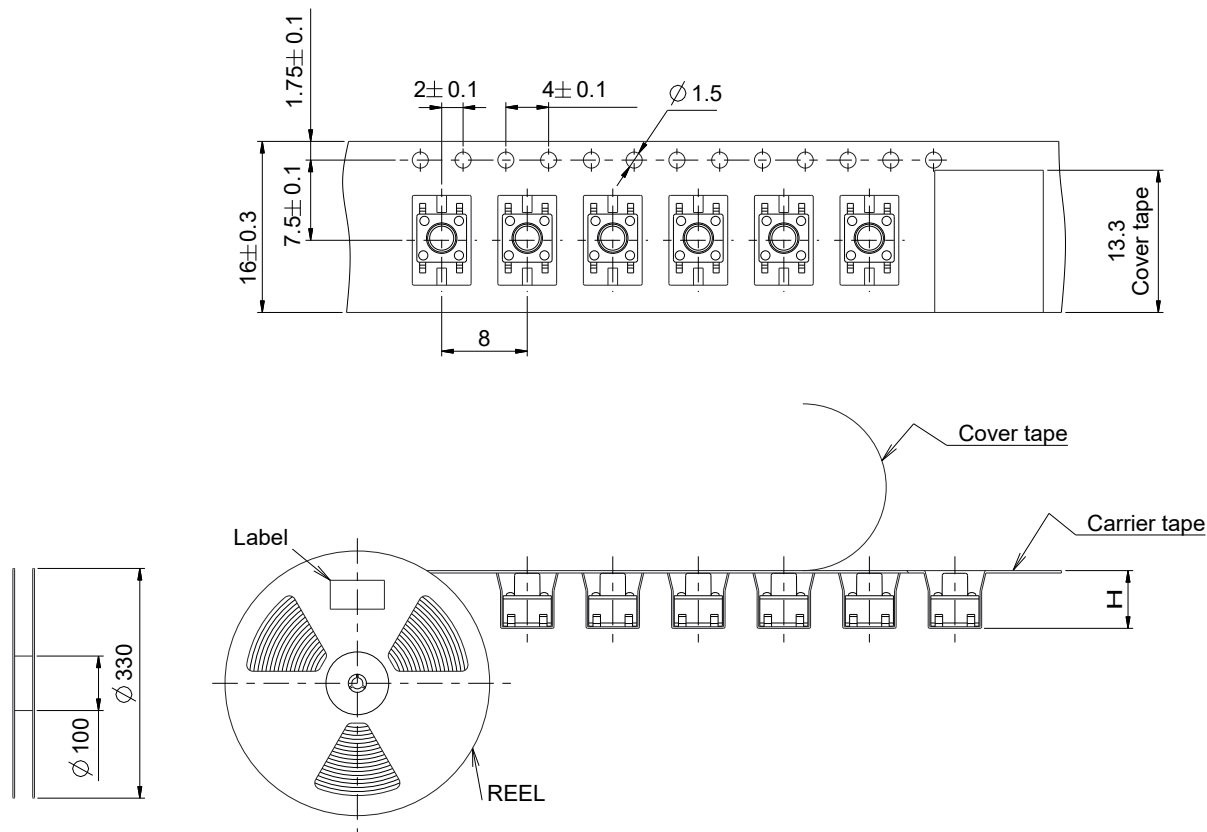 1.75± 0.1
2± 0.1
4± 0.1
∅ 1.5
16±0.3
7.5± 0.1
13.3
Cover tape
8
Cover tape
Label
Carrier tape
H
∅ 330
∅ 100
REEL